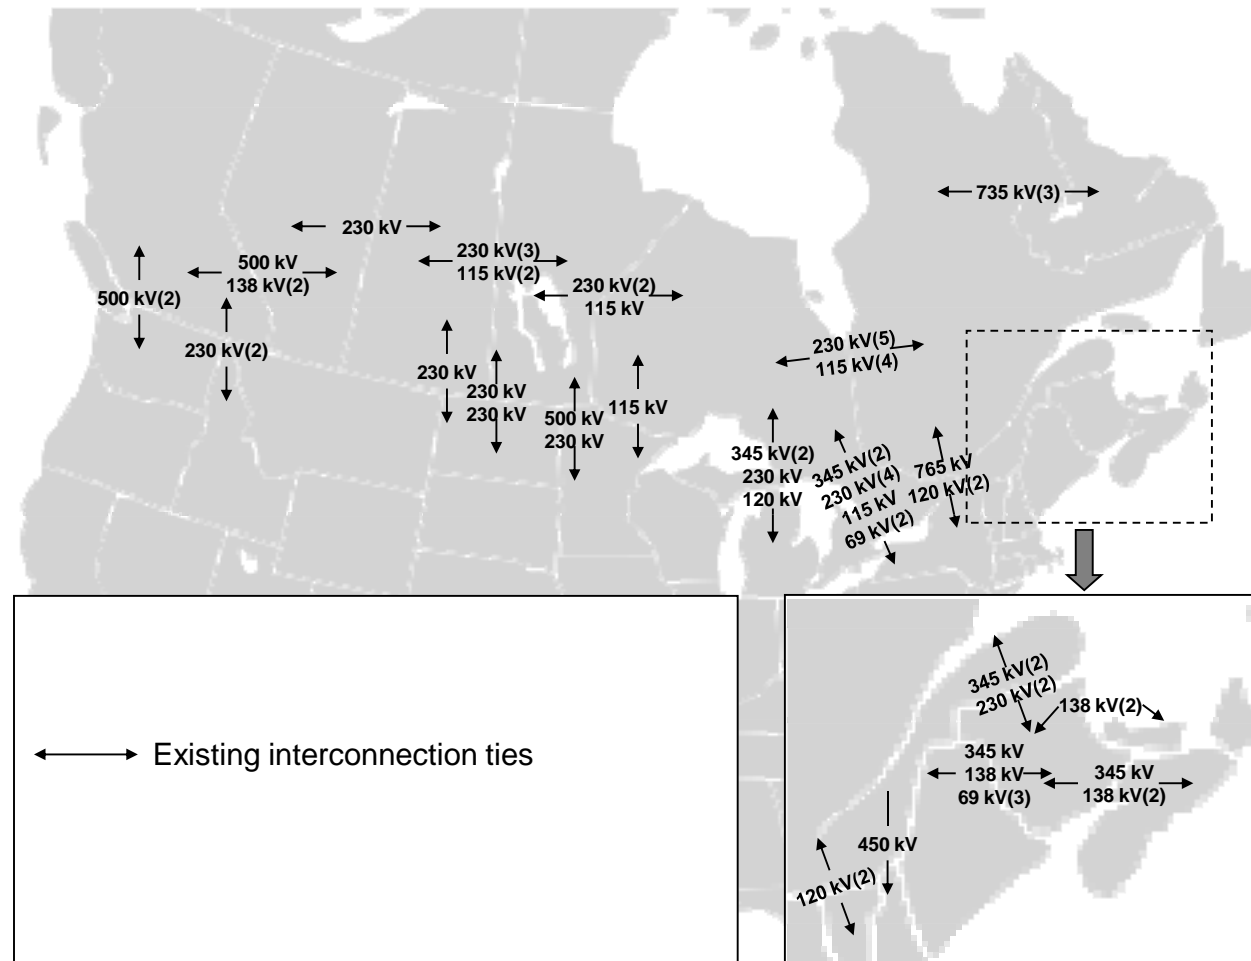 735 kV(3)
230 kV
230 kV(3)
115 kV(2)
500 kV
138 kV(2)
500 kV(2)
230 kV(2)
115 kV
230 kV(2)
230 kV(5)
115 kV(4)
230 kV
230 kV
230 kV
500 kV
230 kV
115 kV
345 kV(2)
230 kV
120 kV
345 kV(2)
230 kV(4)
115 kV
69 kV(2)
765 kV
120 kV(2)
Existing interconnection ties
345 kV(2)
230 kV(2)
138 kV(2)
345 kV
138 kV
69 kV(3)
345 kV
138 kV(2)
450 kV
120 kV(2)